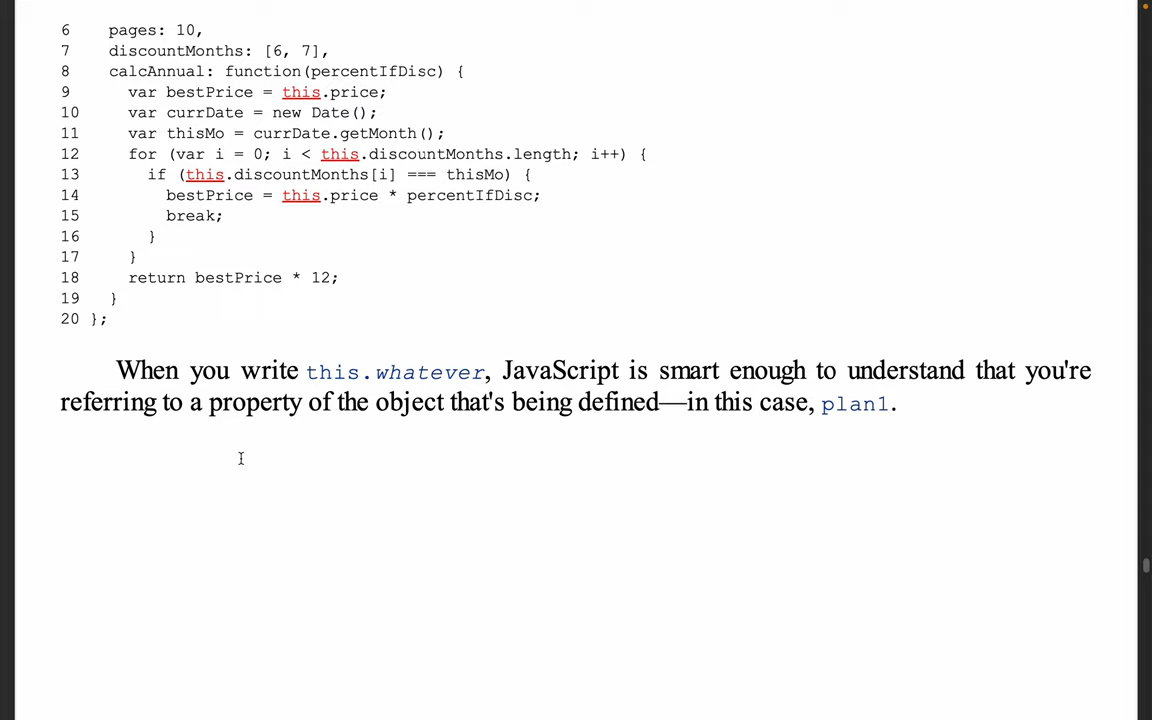 6 pages: 10,
7 discountMonths: [6, 7],
8 calcAnnual: function(percentIfDisc) {
9 var bestPrice = this.price;
10 var currDate = new Date();
11 var thisMo = currDate.getMonth();
12 for (var i = 0; i < this.discountMonths.length; i++) {
13 if (this.discountMonths[i] === thisMo) {
14 bestPrice = this.price * percentIfDisc;
15 break;
16 }
17 }
18 return bestPrice * 12;
19 }
20 };
When you write this.whatever, JavaScript is smart enough to understand that you're
referring to a property of the object that's being defined—in this case, plan1.